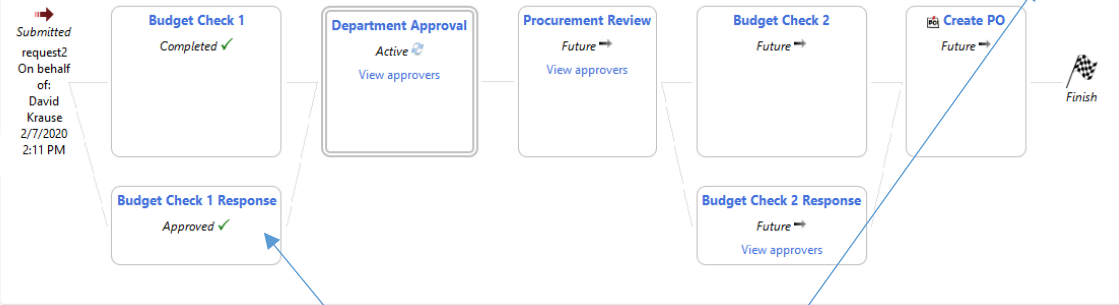 Submitted
request2
On behalf
of:
David
Krause
2/7/2020
2:11 PM
Budget Check 1
Completed
Budget Check 1 Response
Approved
Department Approval
Active
View approvers
Procurement Review
Future
View approvers
Budget Check 2
Future
Budget Check 2 Response
Future
View approvers
PO Create PO
Future
Finish